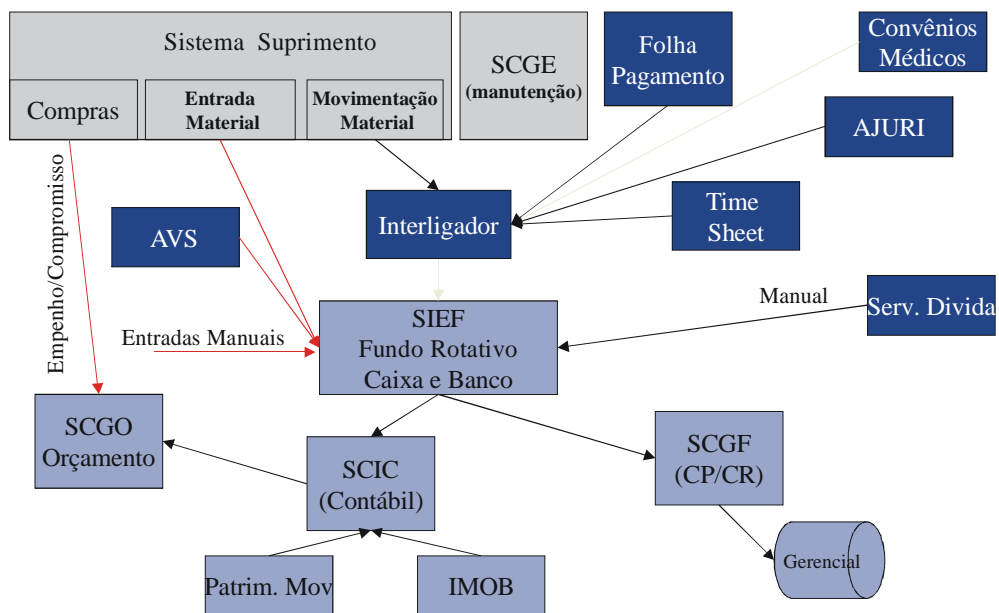 Sistema Suprimento
Compras
Entrada
Material
Movimentação
Material
SCGE
(manutenção)
Folha
Pagamento
Convênios
Médicos
AJURI
Time
Sheet
Interligador
AVS
Empenho/Compromisso
Entradas Manuais
SIEF
Fundo Rotativo
Caixa e Banco
Manual
Serv. Divida
SCGO
Orçamento
SCIC
(Contábil)
SCGF
(CP/CR)
Patrim. Mov
IMOB
Gerencial